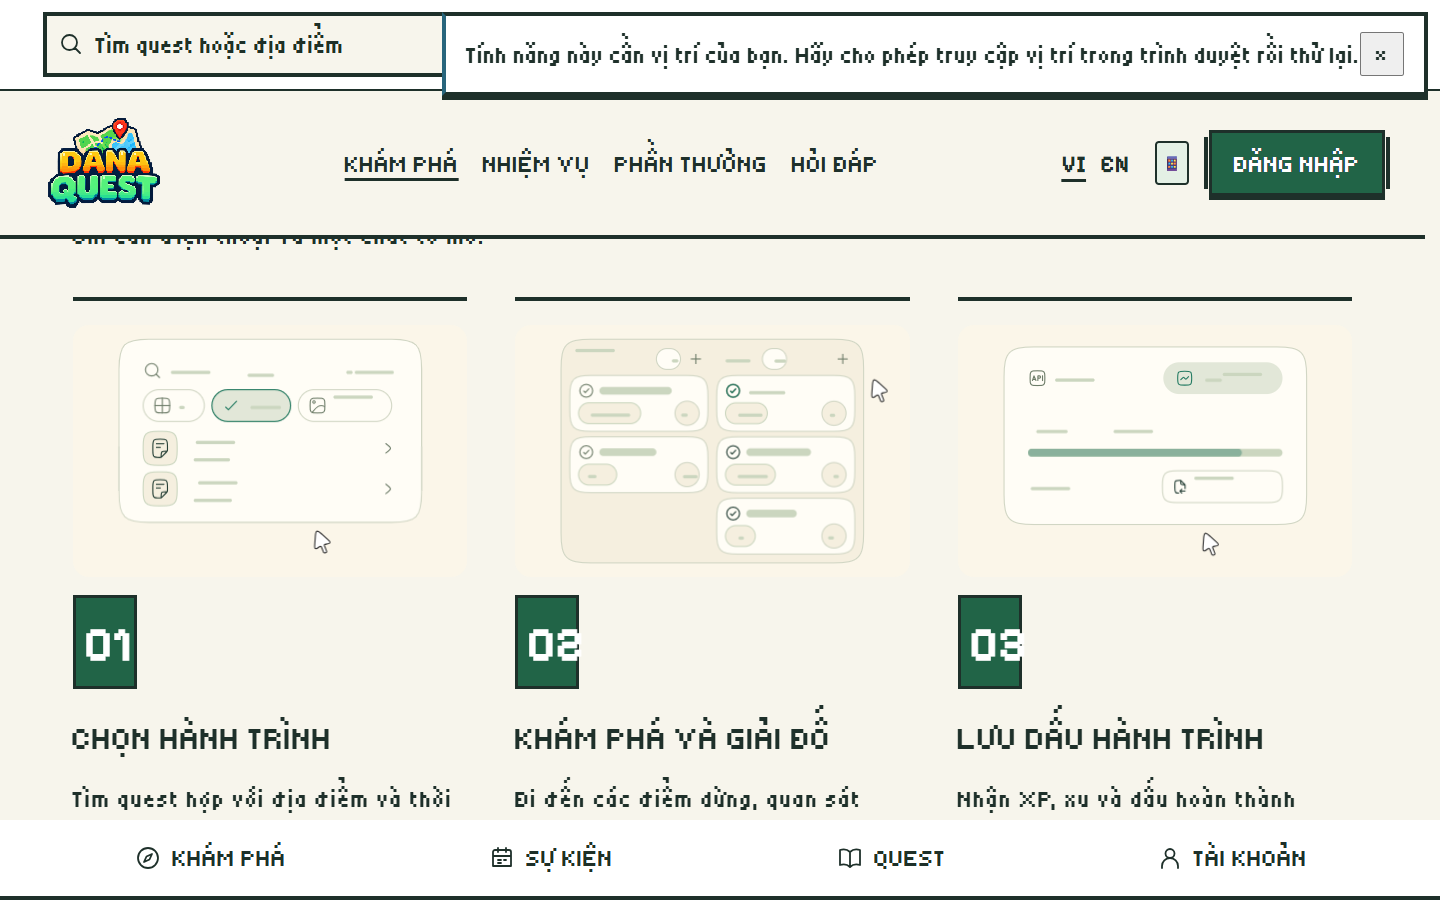 Tìm quest hoặc địa điểm
Tính năng này cần vị trí của bạn. Hãy cho phép truy cập vị trí trong trình duyệt rồi thử lại.
×
DANA
QUEST
KHÁM PHÁ
NHIỆM VỤ
PHẦN THƯỞNG
HỎI ĐÁP
VI
EN
ĐĂNG NHẬP
API
01
02
03
CHỌN HÀNH TRÌNH
KHÁM PHÁ VÀ GIẢI ĐỐ
LƯU DẤU HÀNH TRÌNH
Tìm quest hợp với địa điểm và thời
Đi đến các điểm dừng, quan sát
Nhận XP, xu và dấu hoàn thành
KHÁM PHÁ
SỰ KIỆN
QUEST
TÀI KHOẢN